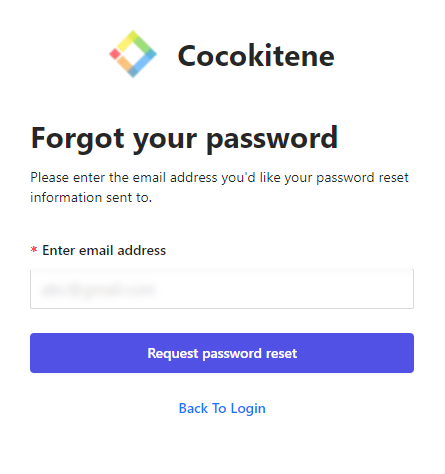 Cocokitene
Forgot your password
Please enter the email address you'd like your password reset
information sent to.
* Enter email address
Request password reset
Back To Login